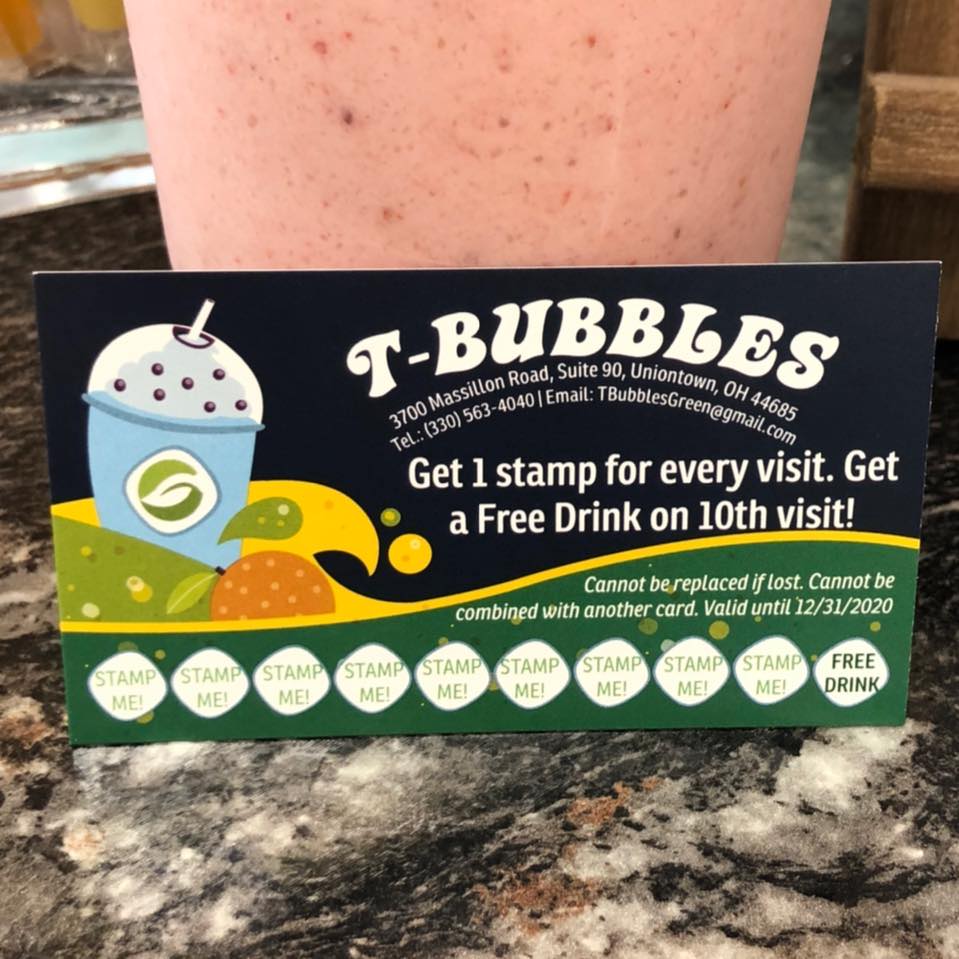 T-BUBBLES
3700 Massillon Road, Suite 90, Uniontown, OH 44685
Tel.: (330) 563-4040 | Email: TBubblesGreen@gmail.com
Get 1 stamp for every visit. Get
a Free Drink on 10th visit!
Cannot be replaced if lost. Cannot be
combined with another card. Valid until 12/31/2020
STAMP STAMP STAMP STAMP STAMP STAMP STAMP STAMP STAMP FREE
ME! ME! ME! ME! ME! ME! ME! ME! ME! DRINK